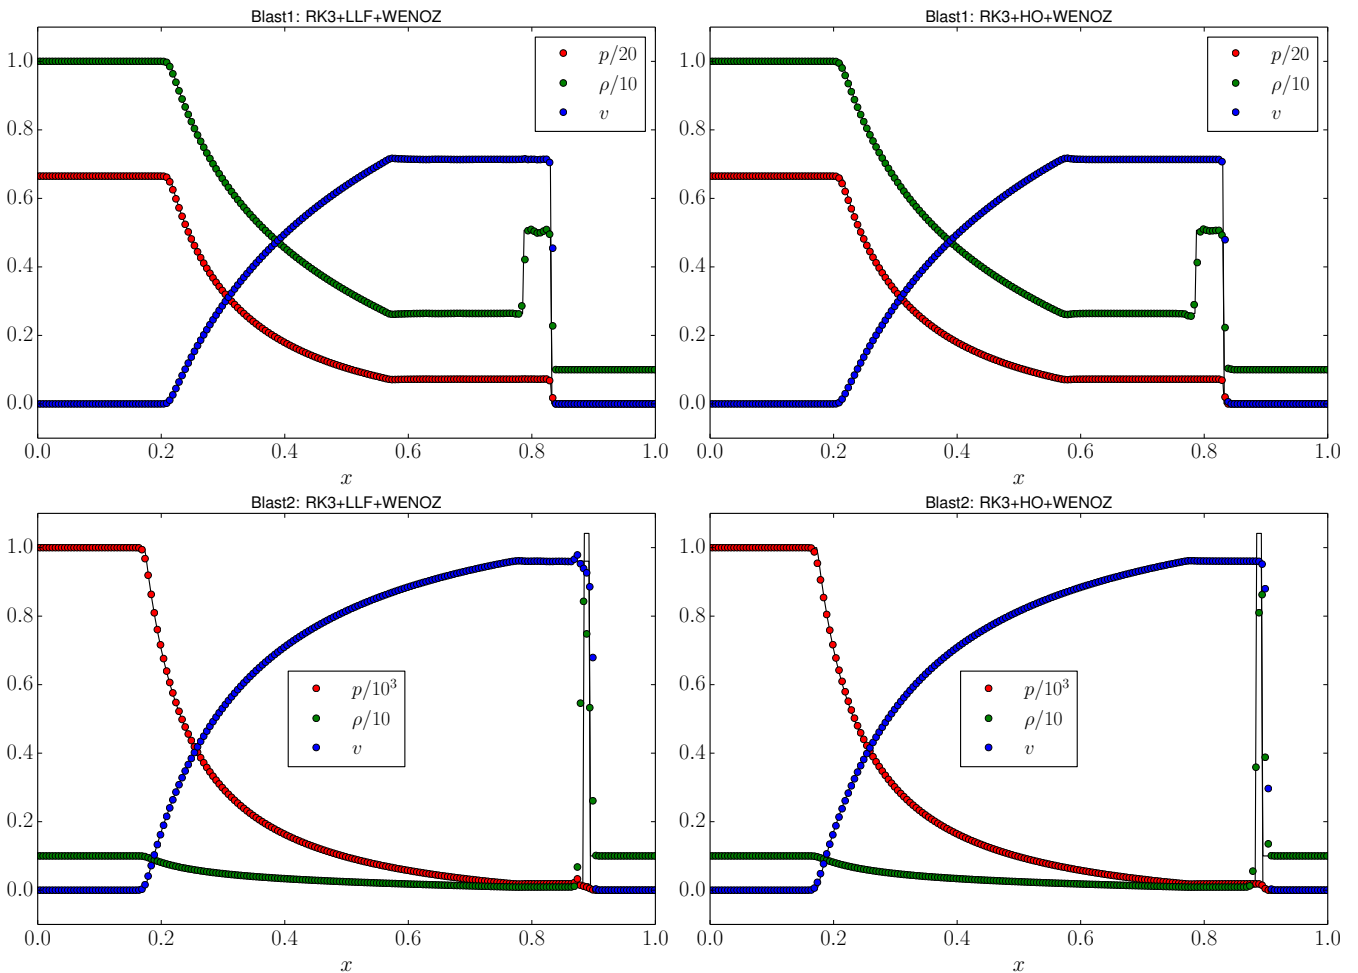 Blast1: RK3+LLF+WENOZ
1.0
0.8
0.6
0.4
0.2
0.0
p/20
ρ/10
v
0.0 0.2 0.4 0.6 0.8 1.0
x
Blast1: RK3+HO+WENOZ
1.0
0.8
0.6
0.4
0.2
0.0
p/20
ρ/10
v
0.0 0.2 0.4 0.6 0.8 1.0
x
Blast2: RK3+LLF+WENOZ
1.0
0.8
0.6
0.4
0.2
0.0
p/10³
ρ/10
v
0.0 0.2 0.4 0.6 0.8 1.0
x
Blast2: RK3+HO+WENOZ
1.0
0.8
0.6
0.4
0.2
0.0
p/10³
ρ/10
v
0.0 0.2 0.4 0.6 0.8 1.0
x